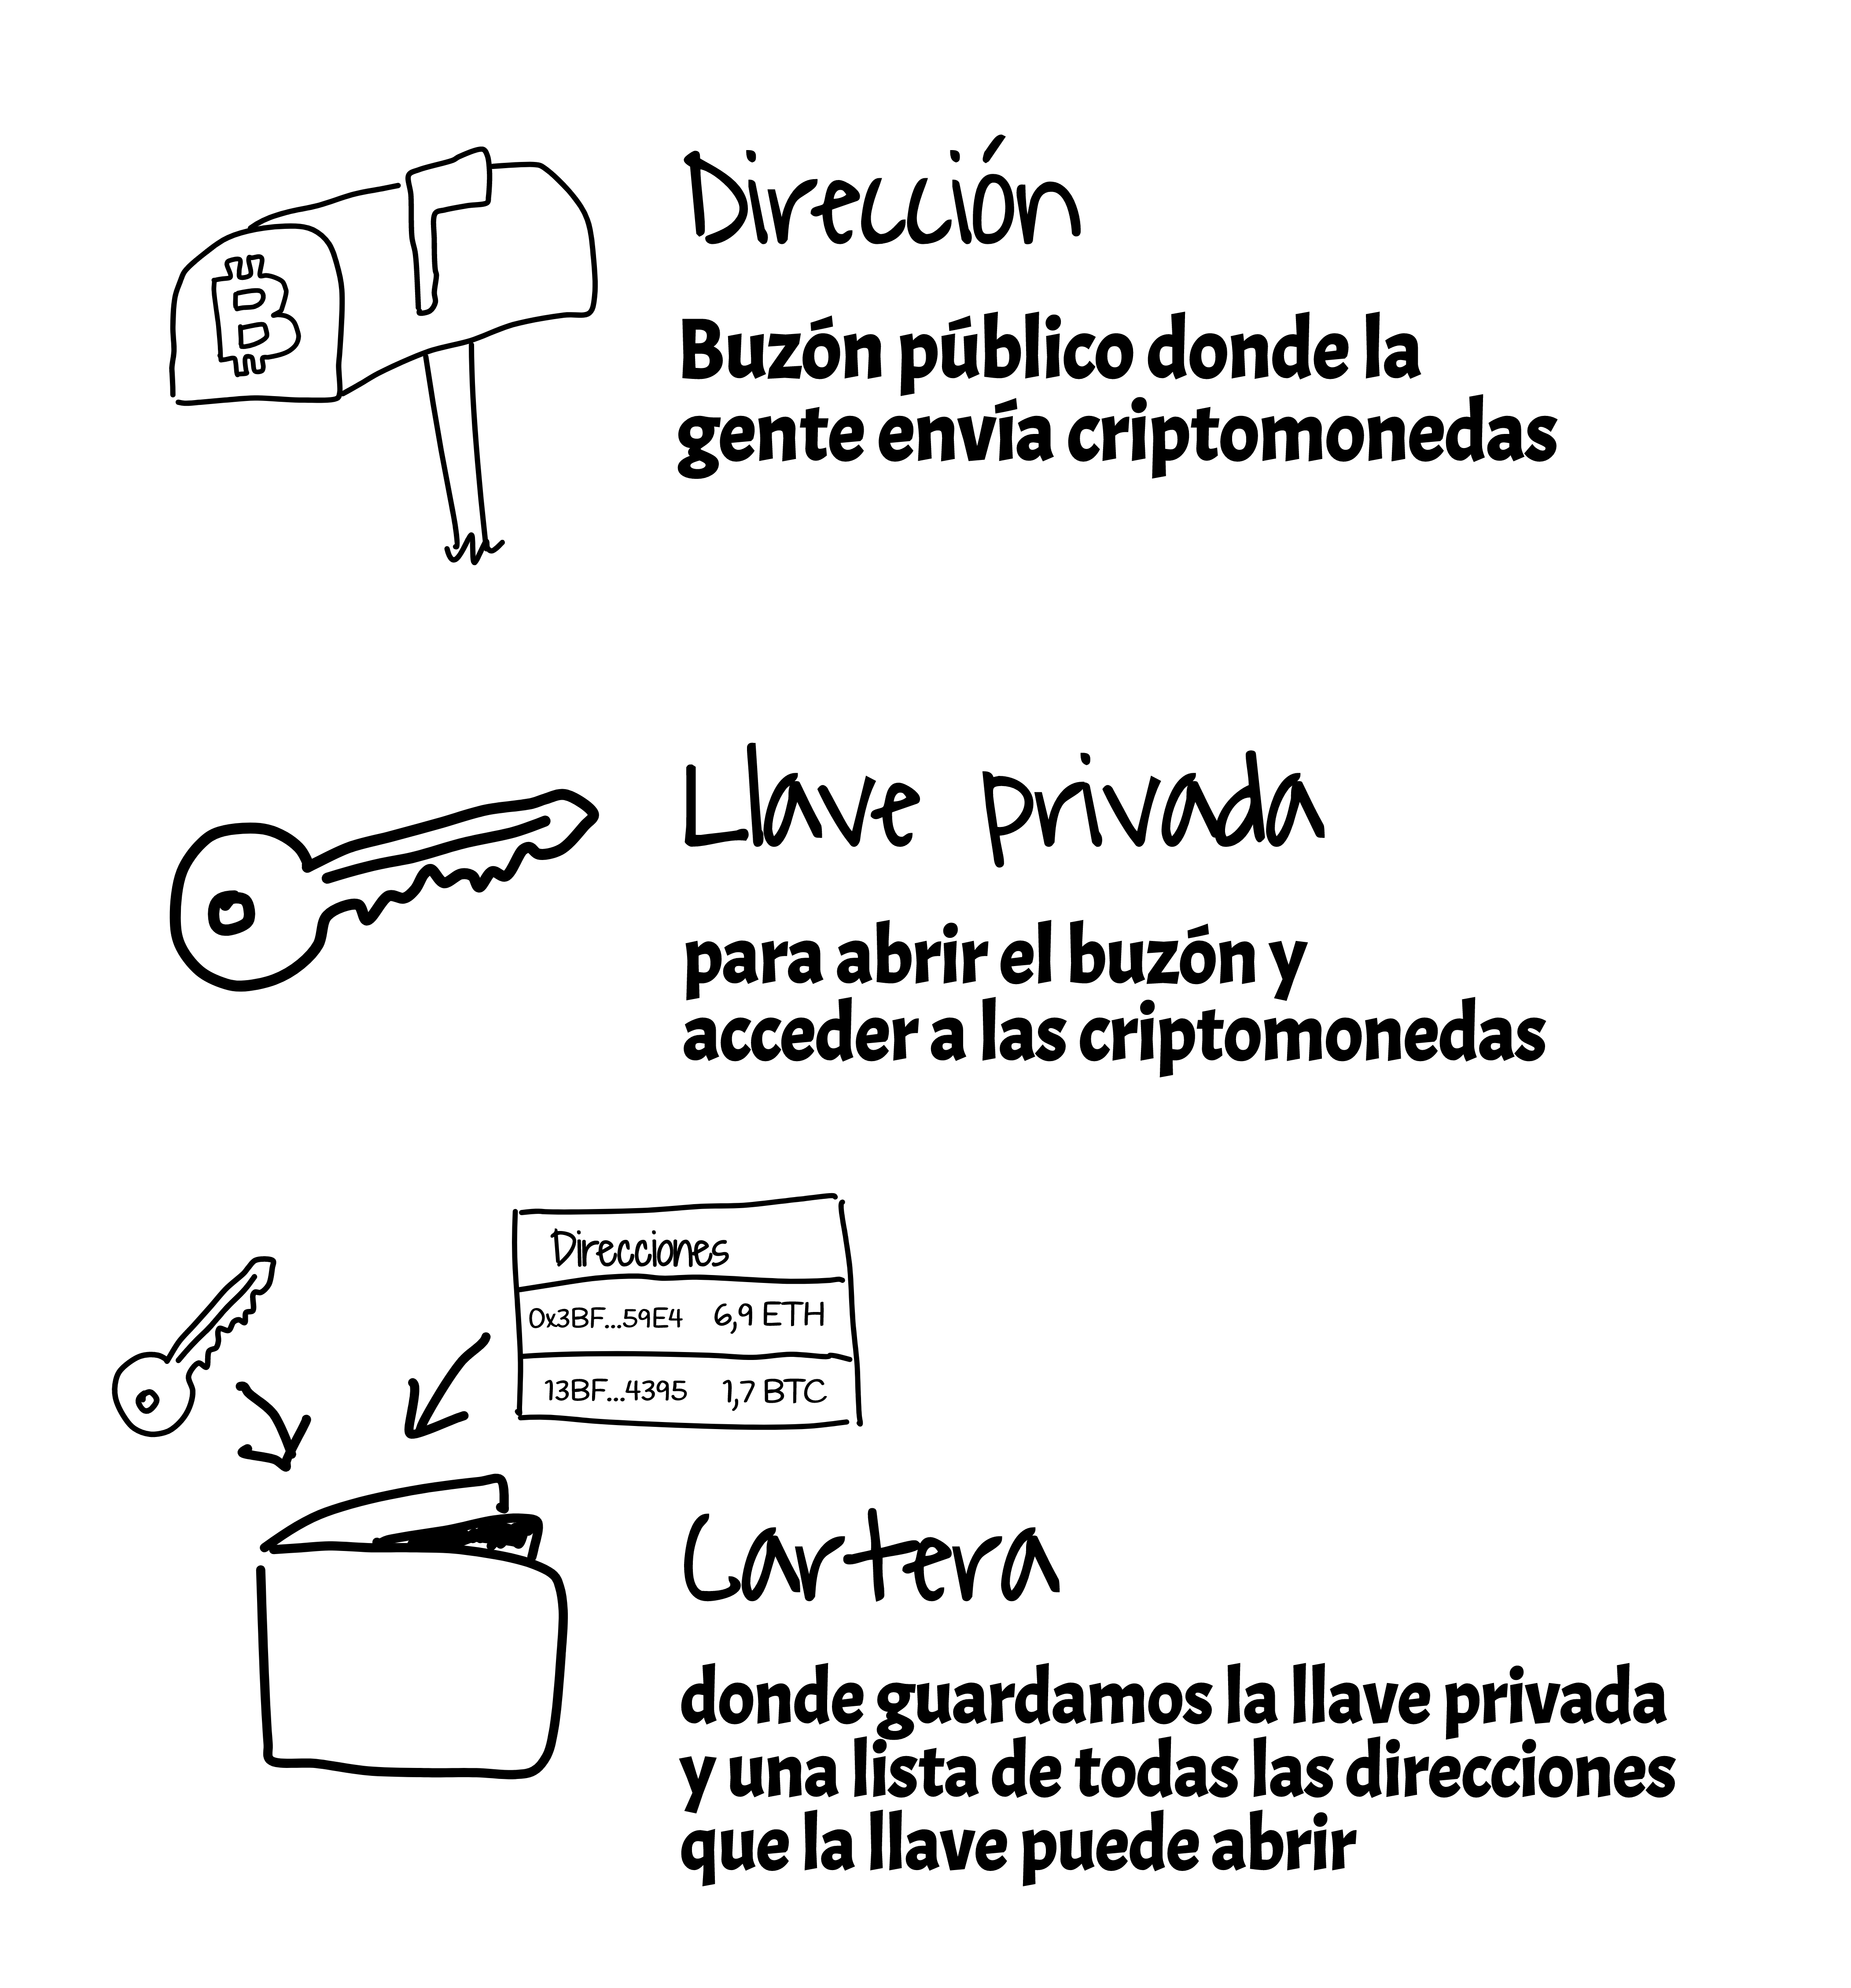 Dirección
Buzón público donde la
gente envía criptomonedas
Llave privada
para abrir el buzón y
acceder a las criptomonedas
Direcciones
0x3BF...59E4 6,9 ETH
13BF...4395 1,7 BTC
Cartera
donde guardamos la llave privada
y una lista de todas las direcciones
que la llave puede abrir